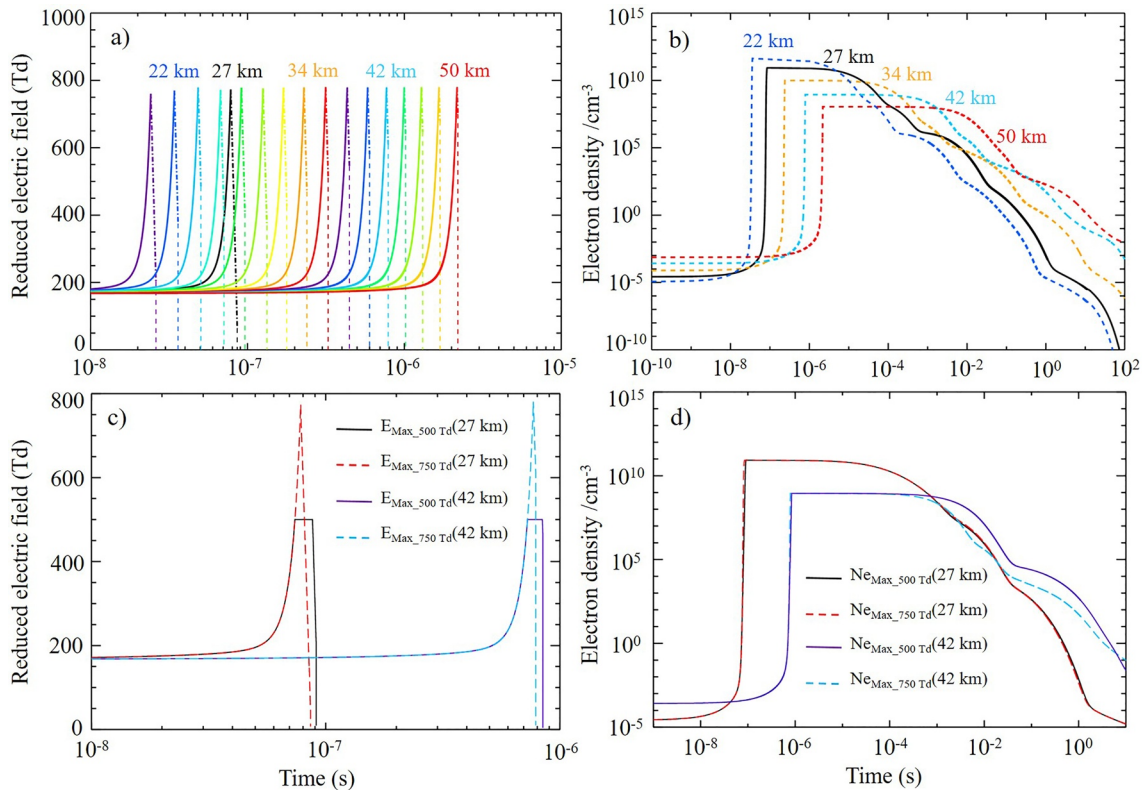 a)
22 km 27 km 34 km 42 km 50 km
Reduced electric field (Td)
1000
800
600
400
200
0
10-8 10-7 10-6 10-5
b)
22 km
27 km
34 km
42 km
50 km
Electron density /cm-3
1015
1010
105
100
10-5
10-10
10-10 10-8 10-6 10-4 10-2 100 102
c)
EMax_500 Td(27 km)
EMax_750 Td(27 km)
EMax_500 Td(42 km)
EMax_750 Td(42 km)
Reduced electric field (Td)
800
600
400
200
0
10-8 10-7 10-6
Time (s)
d)
NeMax_500 Td(27 km)
NeMax_750 Td(27 km)
NeMax_500 Td(42 km)
NeMax_750 Td(42 km)
Electron density /cm-3
1015
1010
105
100
10-5
10-8 10-6 10-4 10-2 100
Time (s)